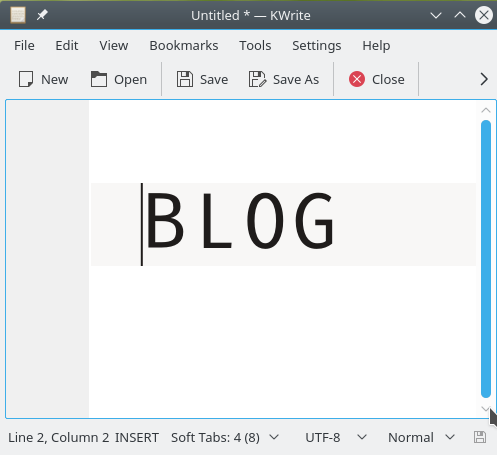 Untitled * — KWrite
File Edit View Bookmarks Tools Settings Help
New Open Save Save As Close
BLOG
Line 2, Column 2 INSERT Soft Tabs: 4 (8) UTF-8 Normal